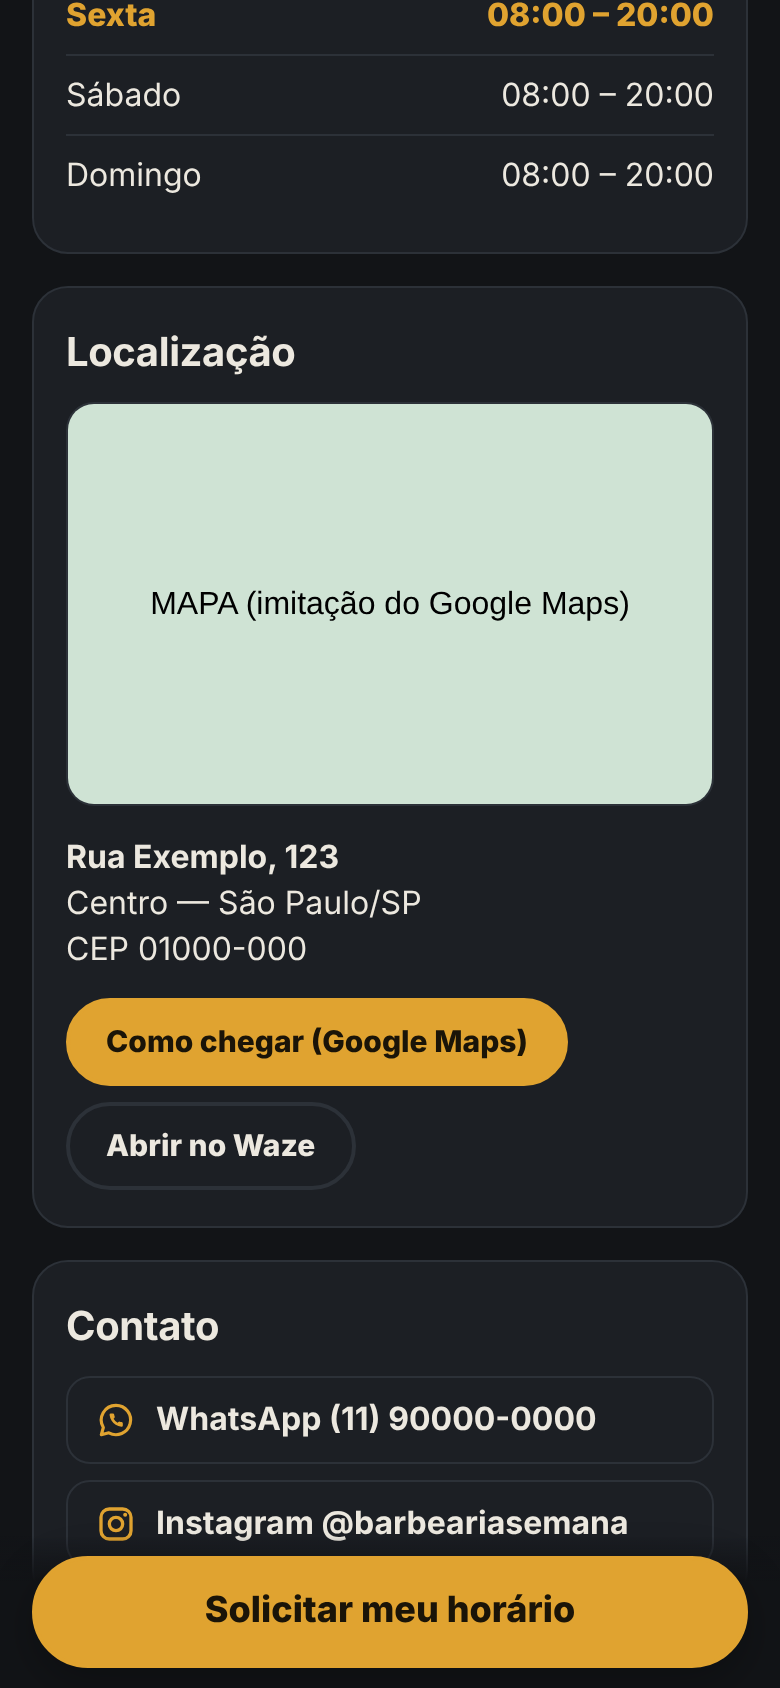 Sexta 08:00 – 20:00
Sábado 08:00 – 20:00
Domingo 08:00 – 20:00
Localização
MAPA (imitação do Google Maps)
Rua Exemplo, 123
Centro — São Paulo/SP
CEP 01000-000
Como chegar (Google Maps)
Abrir no Waze
Contato
WhatsApp (11) 90000-0000
Instagram @barbeariasemana
Solicitar meu horário